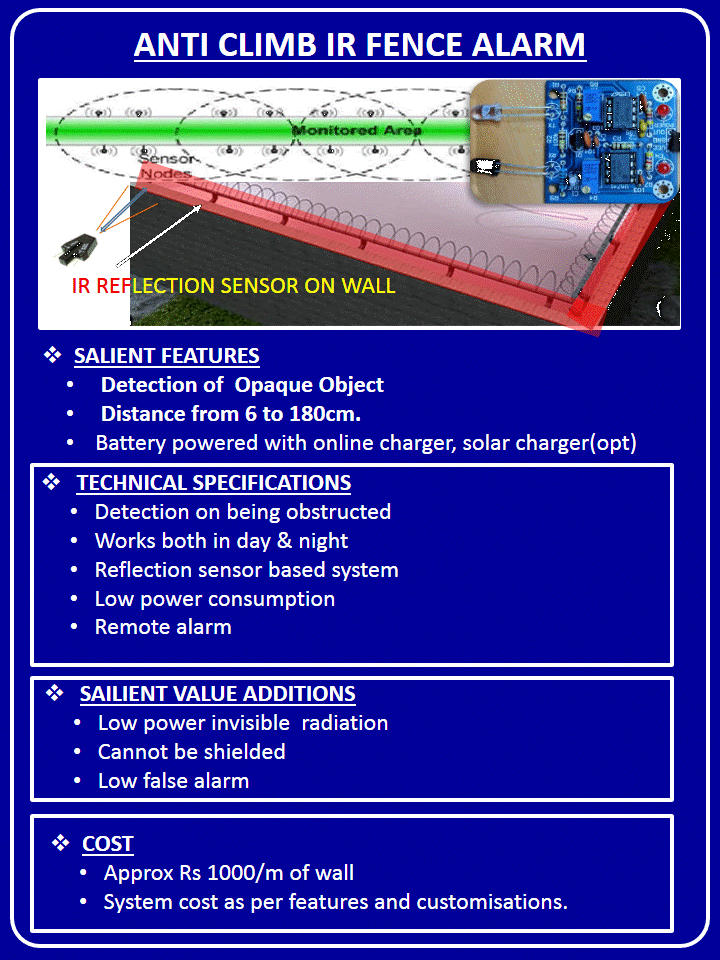 ANTI CLIMB IR FENCE ALARM
Monitored Area
Sensor
Nodes
IR REFLECTION SENSOR ON WALL
❖ SALIENT FEATURES
• Detection of Opaque Object
• Distance from 6 to 180cm.
• Battery powered with online charger, solar charger(opt)
❖ TECHNICAL SPECIFICATIONS
• Detection on being obstructed
• Works both in day & night
• Reflection sensor based system
• Low power consumption
• Remote alarm
❖ SAILIENT VALUE ADDITIONS
• Low power invisible radiation
• Cannot be shielded
• Low false alarm
❖ COST
• Approx Rs 1000/m of wall
• System cost as per features and customisations.